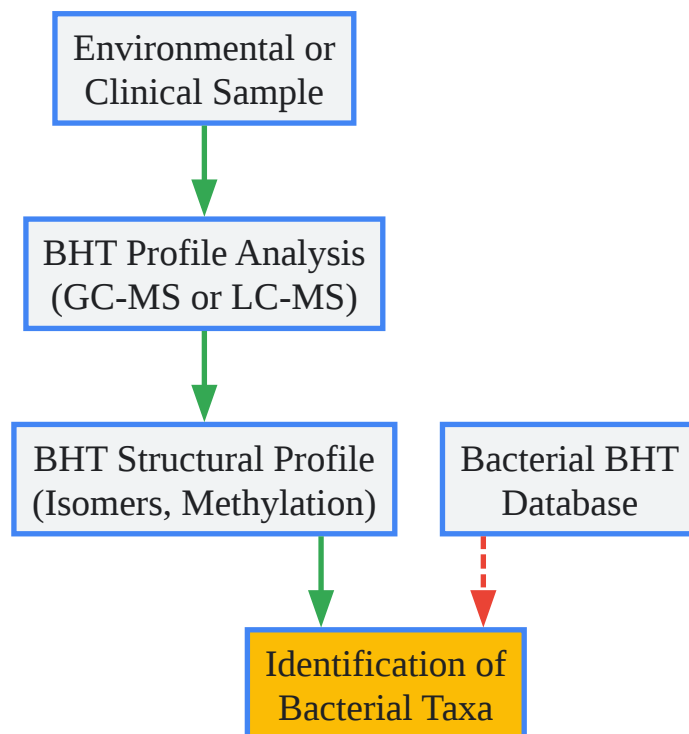 Environmental or
Clinical Sample
BHT Profile Analysis
(GC-MS or LC-MS)
BHT Structural Profile
(Isomers, Methylation)
Bacterial BHT
Database
Identification of
Bacterial Taxa